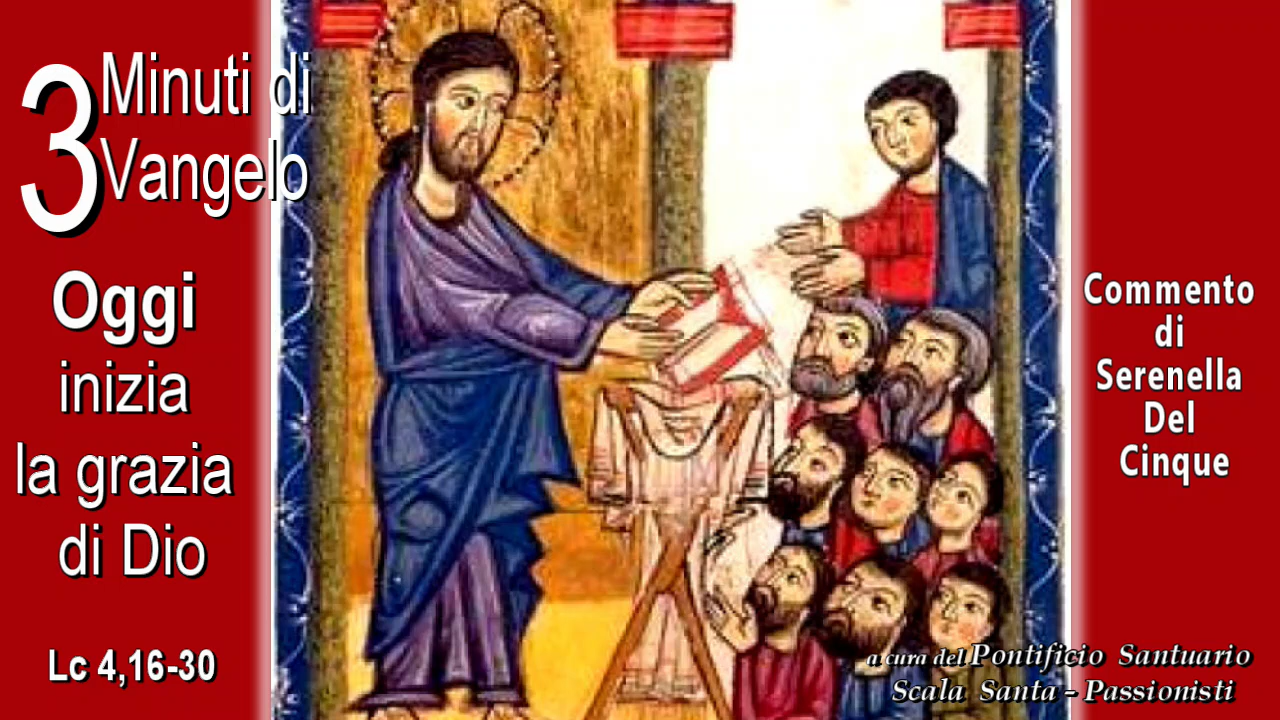 3 Minuti di
Vangelo
Oggi
inizia
la grazia
di Dio
Lc 4,16-30
Commento
di
Serenella
Del
Cinque
a cura del Pontificio Santuario
Scala Santa - Passionisti